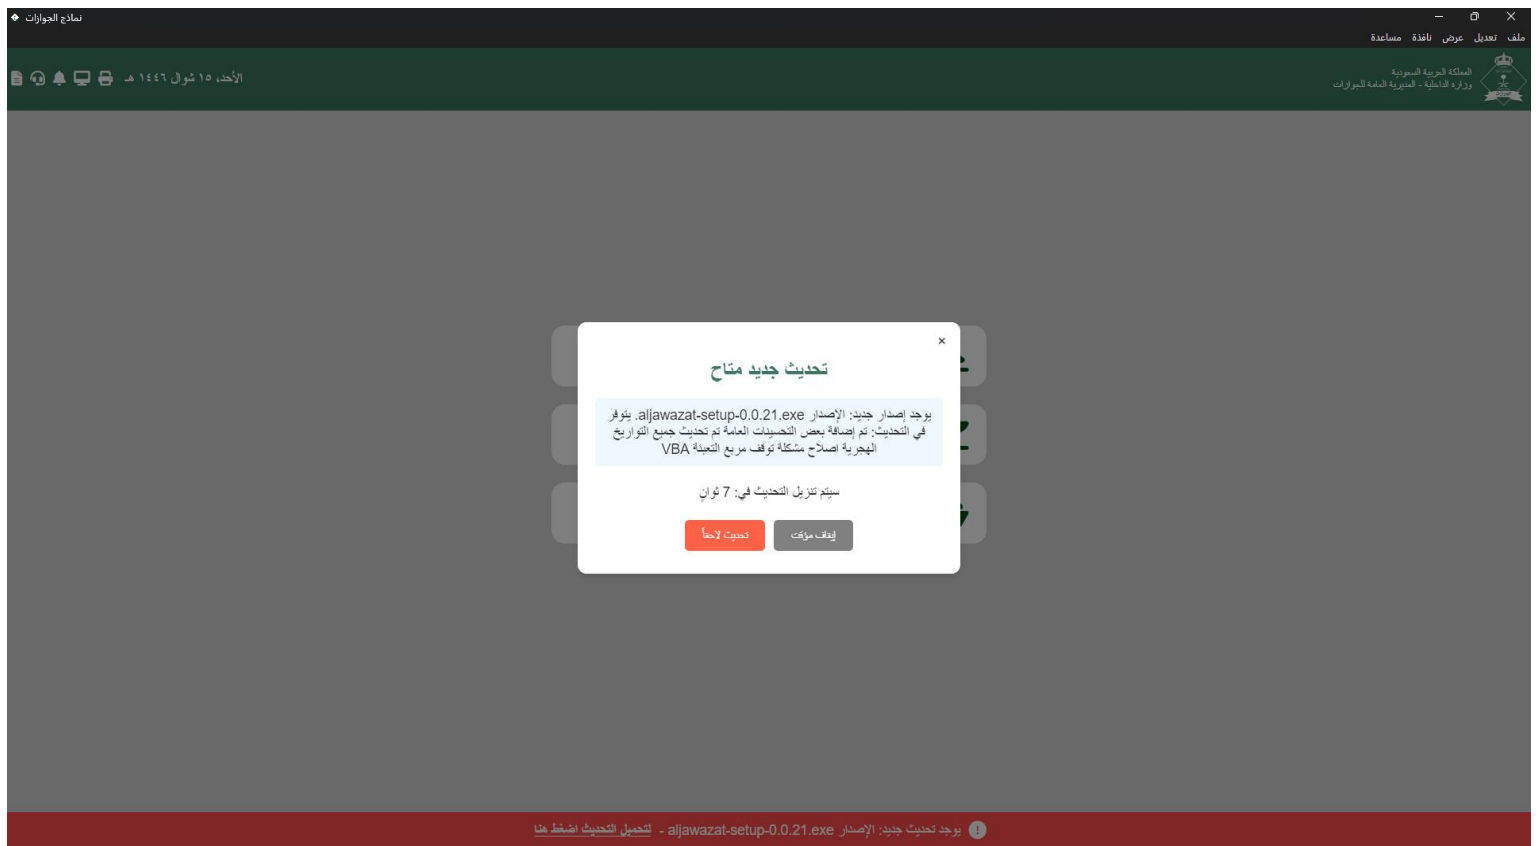 نماذج الجوازات
ملف تعديل عرض نافذة مساعدة
المملكة العربية السعودية
وزارة الداخلية - المديرية العامة للجوازات
الأحد، ١٥ شوال ١٤٤٦ هـ
×
تحديث جديد متاح
يوجد إصدار جديد: الإصدار aljawazat-setup-0.0.21.exe. يتوفر
في التحديث: تم إضافة بعض التحسينات العامة تم تحديث جميع التواريخ
الهجرية اصلاح مشكلة توقف مربع التعبئة VBA
سيتم تنزيل التحديث في: 7 ثوانٍ
إيقاف مؤقت
تحديث لاحقاً
يوجد تحديث جديد: الإصدار aljawazat-setup-0.0.21.exe - لتحميل التحديث اضغط هنا